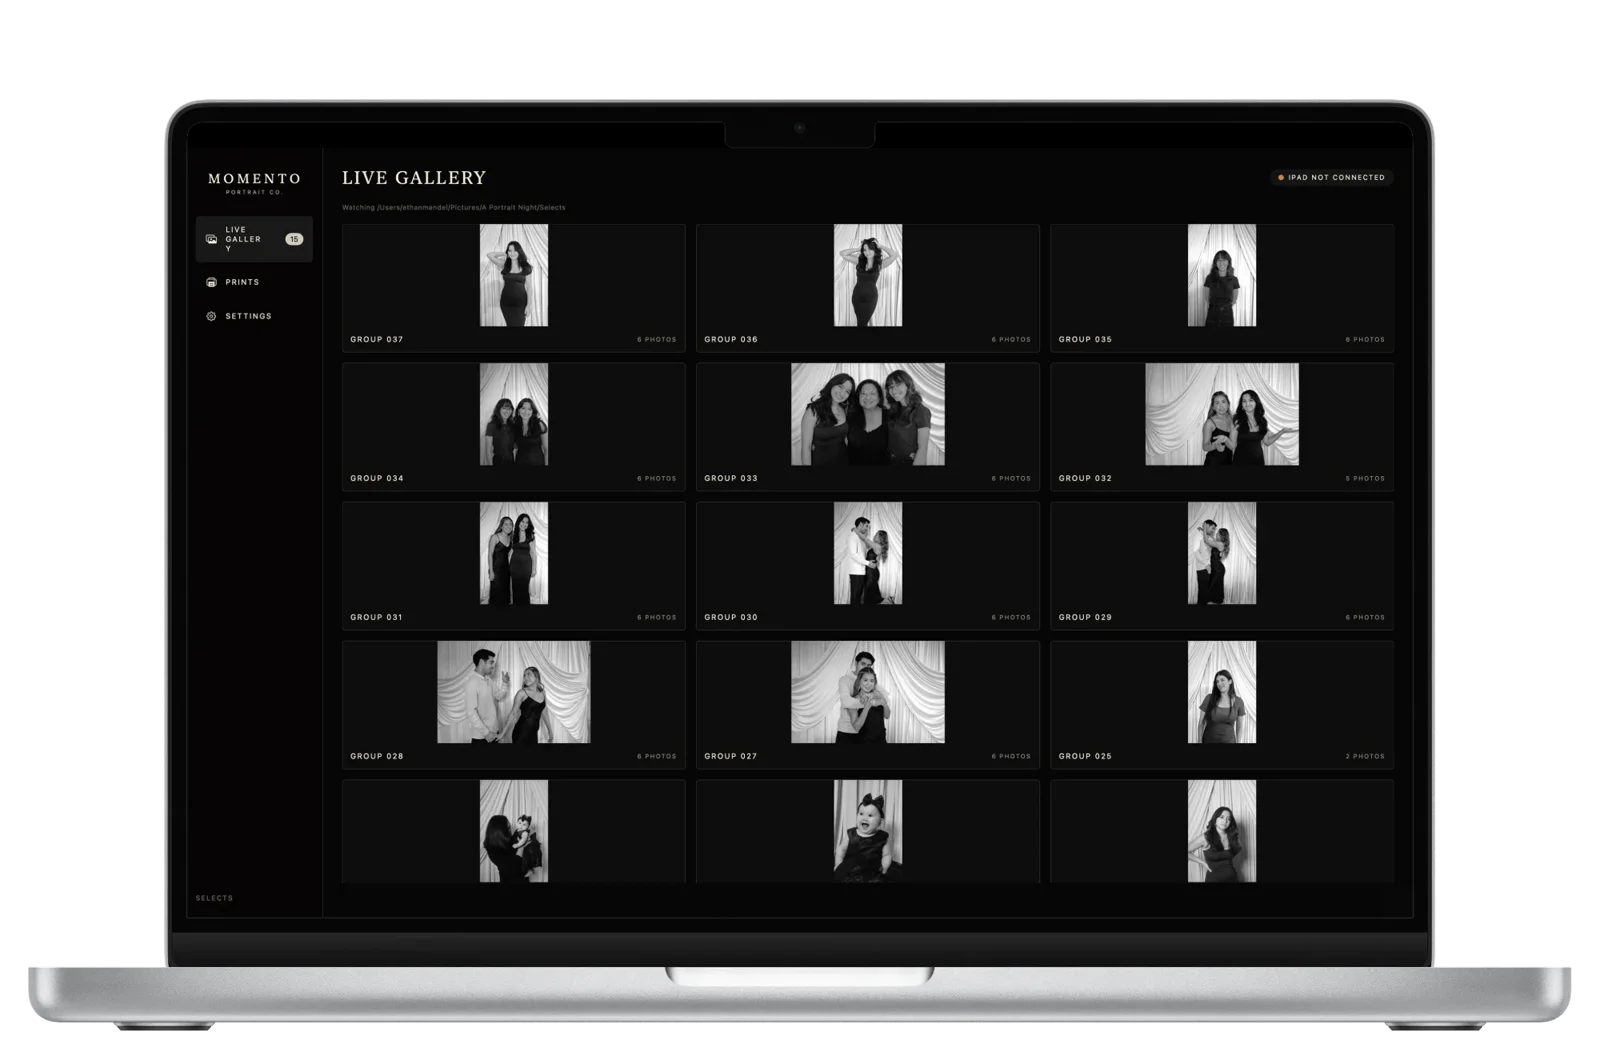 MOMENTO
PORTRAIT CO.
LIVE
GALLER
Y
15
PRINTS
SETTINGS
SELECTS
LIVE GALLERY
IPAD NOT CONNECTED
Watching /Users/ethanmandel/Pictures/A Portrait Night/Selects
GROUP 037 6 PHOTOS
GROUP 036 6 PHOTOS
GROUP 035 6 PHOTOS
GROUP 034 6 PHOTOS
GROUP 033 6 PHOTOS
GROUP 032 5 PHOTOS
GROUP 031 6 PHOTOS
GROUP 030 6 PHOTOS
GROUP 029 6 PHOTOS
GROUP 028 6 PHOTOS
GROUP 027 6 PHOTOS
GROUP 025 2 PHOTOS